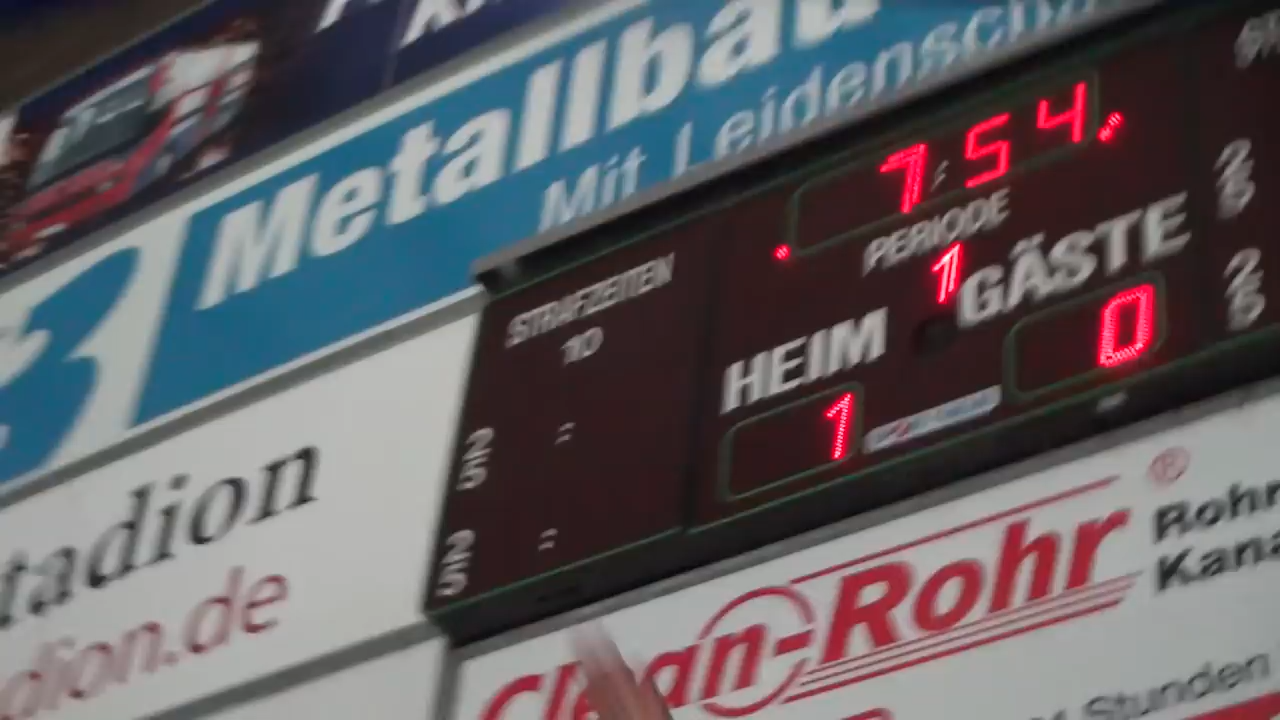 Metallbau
Mit Leidenscha
7:54
PERIODE
1
STRAFZEITEN
10
HEIM
GÄSTE
1
0
2
5
:
2
5
:
2
5
2
5
tadion
dion.de
Clean-Rohr®
Rohr
Kana
Stunden